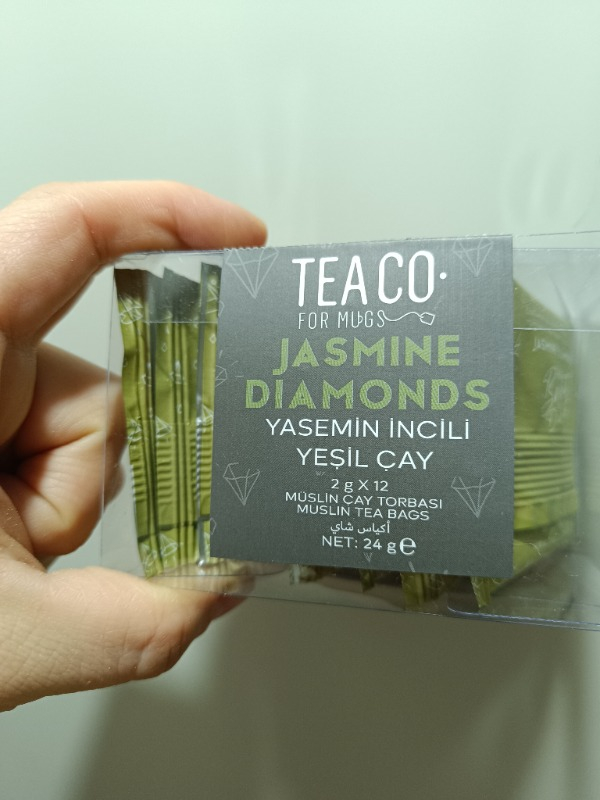 TEA CO.
FOR MUGS
JASMINE
DIAMONDS
YASEMİN İNCİLİ
YEŞİL ÇAY
2 g X 12
MÜSLİN ÇAY TORBASI
MUSLIN TEA BAGS
أكياس شاي
NET: 24 g e